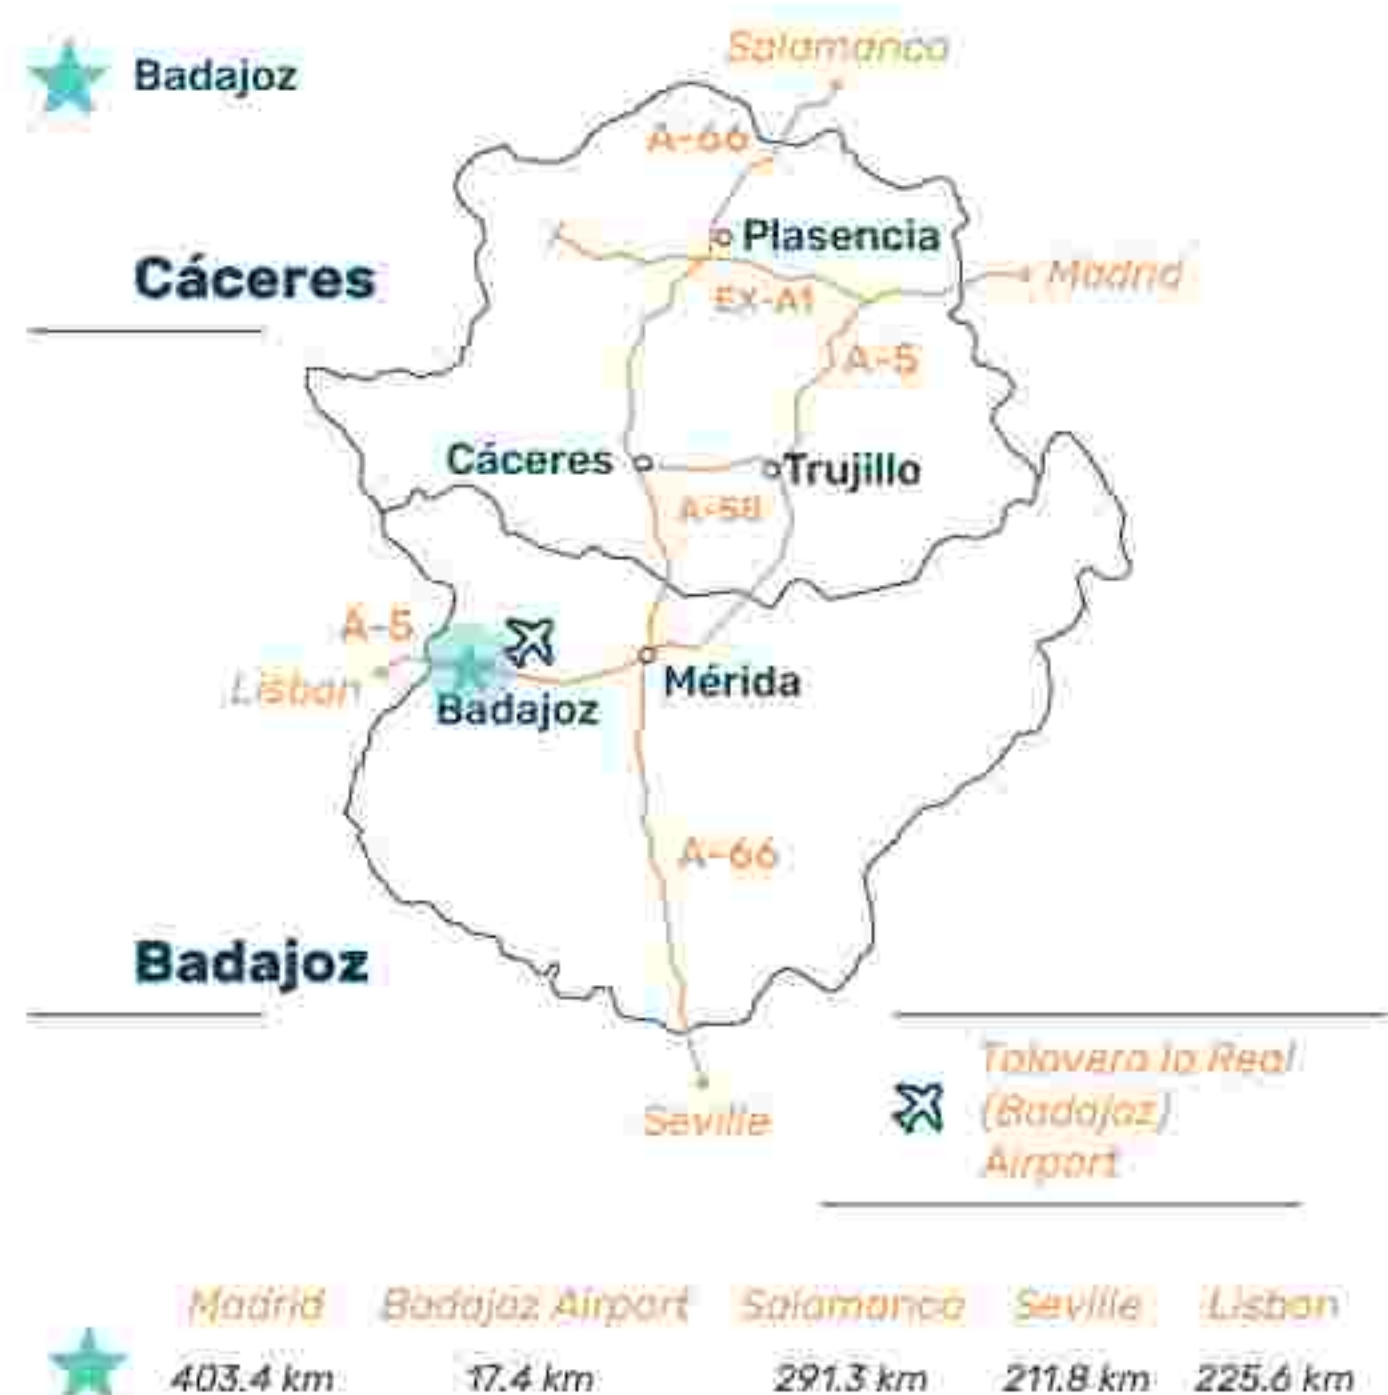 Badajoz
Salamanca
A-66
Plasencia
Cáceres
Madrid
EX-A1
A-5
Cáceres
Trujillo
A-58
A-5
Lisbon
Mérida
Badajoz
A-66
Badajoz
Talavera la Real
(Badajoz)
Airport
Seville
Madrid Badajoz Airport Salamanca Seville Lisbon
403.4 km 17.4 km 291.3 km 211.8 km 225.6 km